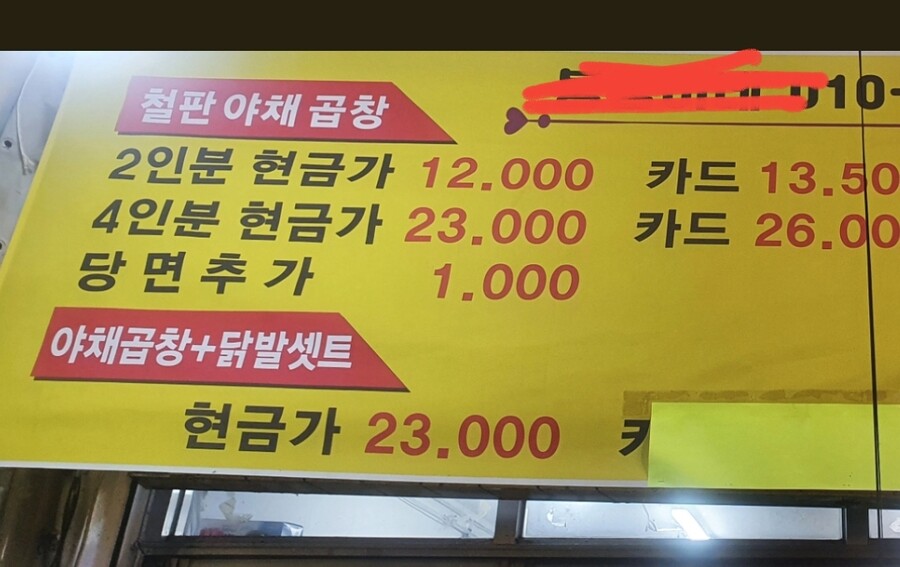 010-
철판 야채 곱창
2인분 현금가 12.000 카드 13.50
4인분 현금가 23.000 카드 26.00
당면추가 1.000
야채곱창+닭발셋트
현금가 23.000